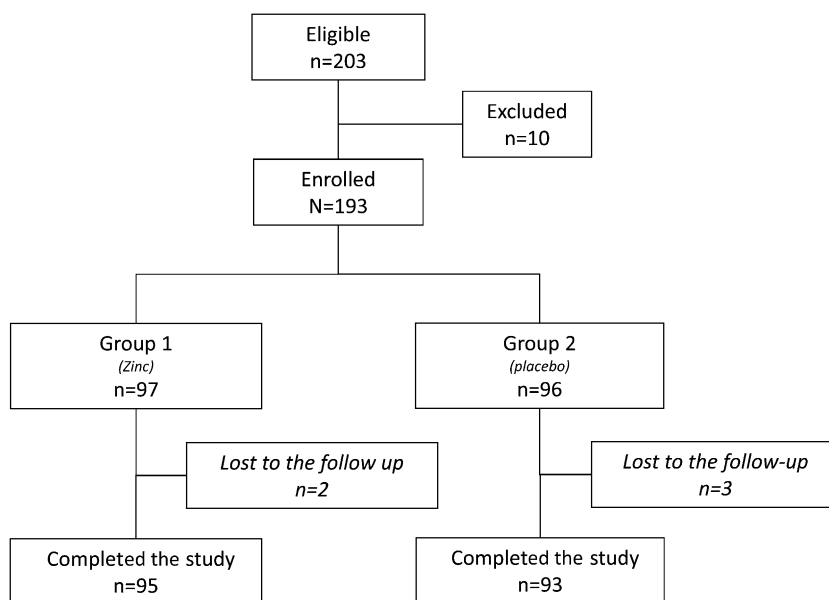 Eligible
n=203
Excluded
n=10
Enrolled
N=193
Group 1
(Zinc)
n=97
Group 2
(placebo)
n=96
Lost to the follow up
n=2
Lost to the follow-up
n=3
Completed the study
n=95
Completed the study
n=93